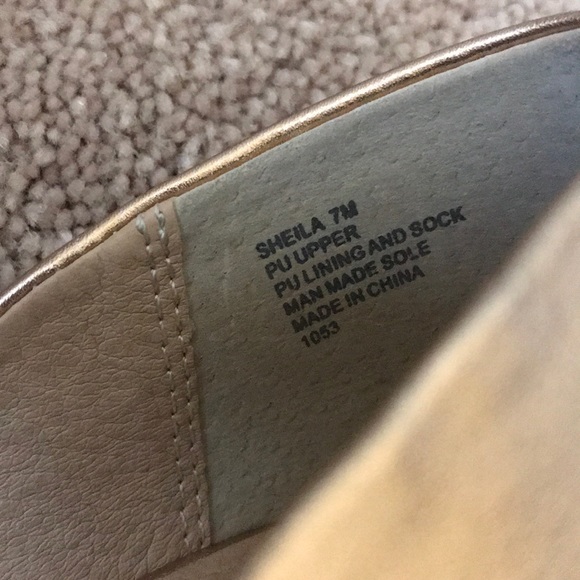 SHEILA 7M
PU UPPER
PU LINING AND SOCK
MAN MADE SOLE
MADE IN CHINA
1053